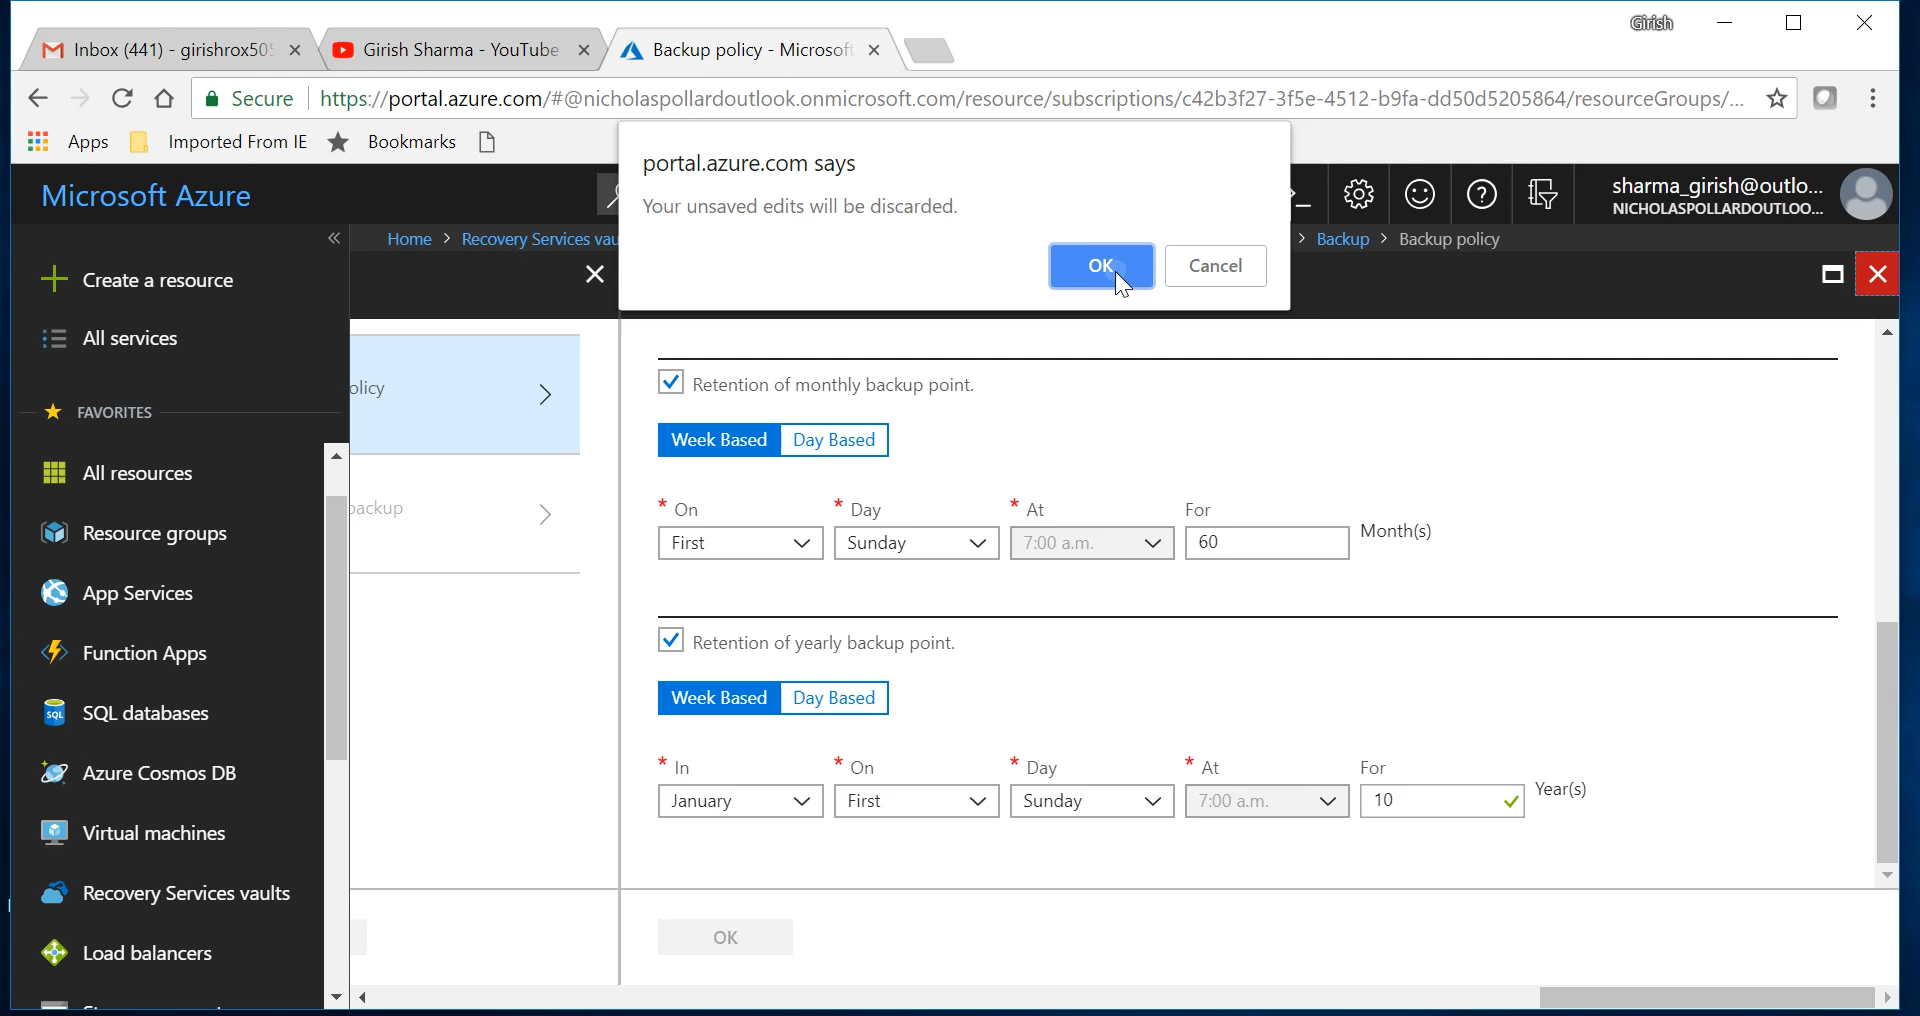 Girish
Inbox (441) - girishrox505
Girish Sharma - YouTube
Backup policy - Microsoft
Secure
https://portal.azure.com/#@nicholaspollardoutlook.onmicrosoft.com/resource/subscriptions/c42b3f27-3f5e-4512-b9fa-dd50d5205864/resourceGroups/...
Apps
Imported From IE
Bookmarks
portal.azure.com says
Your unsaved edits will be discarded.
OK
Cancel
Microsoft Azure
sharma_girish@outlo...
NICHOLASPOLLARDOUTLOO...
Home > Recovery Services vau
> Backup > Backup policy
Create a resource
All services
FAVORITES
All resources
Resource groups
App Services
Function Apps
SQL databases
SQL
Azure Cosmos DB
Virtual machines
Recovery Services vaults
Load balancers
olicy
backup
Retention of monthly backup point.
Week Based Day Based
* On * Day * At For
First Sunday 7:00 a.m. 60 Month(s)
Retention of yearly backup point.
Week Based Day Based
* In * On * Day * At For
January First Sunday 7:00 a.m. 10 Year(s)
OK